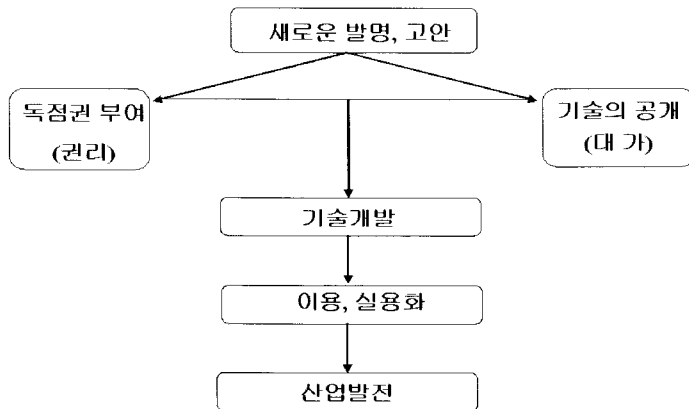 새로운 발명, 고안
독점권 부여
(권리)
기술의 공개
(대 가)
기술개발
이용, 실용화
산업발전